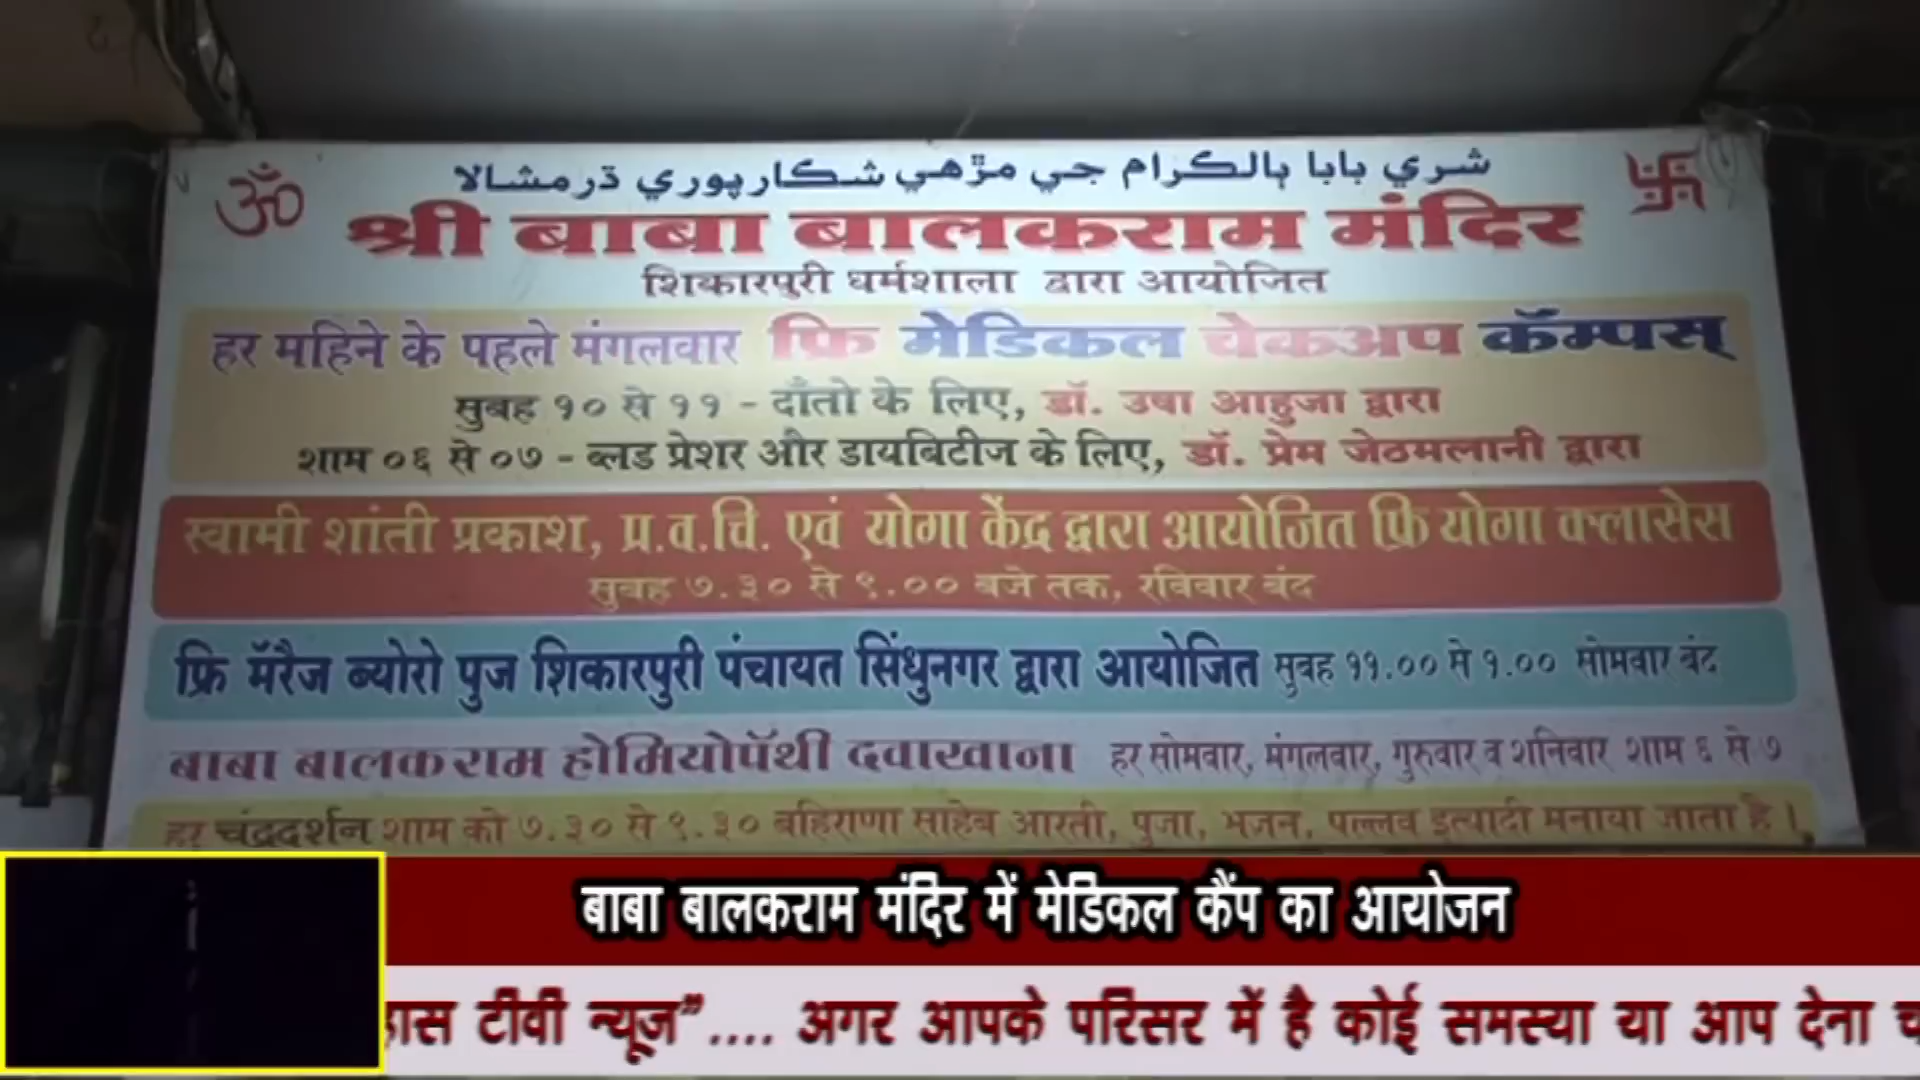 شري بابا ٻالڪرام جي مڙهي شڪارپوري ڌرمشالا
ॐ
श्री बाबा बालकराम मंदिर
शिकारपुरी धर्मशाला द्वारा आयोजित
हर महिने के पहले मंगलवार फ्रि मेडिकल चेकअप कॅम्पस्
सुबह १० से ११ - दाँतो के लिए, डॉ. उषा आहुजा द्वारा
शाम ०६ से ०७ - ब्लड प्रेशर और डायबिटीज के लिए, डॉ. प्रेम जेठमलानी द्वारा
स्वामी शांती प्रकाश, प्र.व.चि. एवं योगा केंद्र द्वारा आयोजित फ्रि योगा क्लासेस
सुबह ७.३० से ९.०० बजे तक, रविवार बंद
फ्रि मॅरैज ब्योरो पुज शिकारपुरी पंचायत सिंधुनगर द्वारा आयोजित सुबह ११.०० से १.०० सोमवार बंद
बाबा बालकराम होमियोपॅथी दवाखाना हर सोमवार, मंगलवार, गुरुवार व शनिवार शाम ६ से ७
हर चंद्रदर्शन शाम को ७.३० से ९.३० बहिराणा साहेब आरती, पुजा, भजन, पल्लव इत्यादी मनाया जाता है।
बाबा बालकराम मंदिर में मेडिकल कैंप का आयोजन
हास टीवी न्यूज”.... अगर आपके परिसर में है कोई समस्या या आप देना च